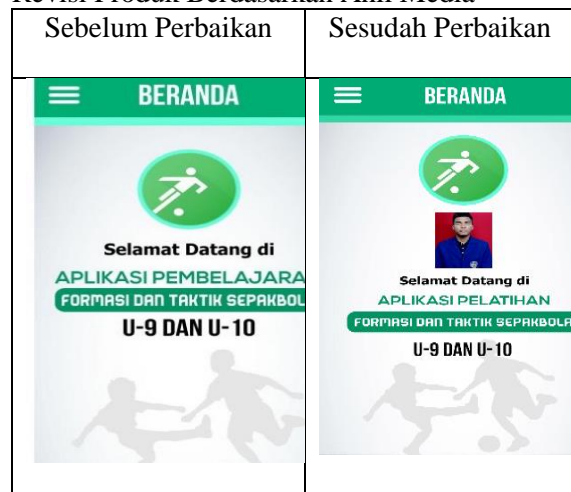 Revisi Produk Berdasarkan Ahli Media
Sebelum Perbaikan
Sesudah Perbaikan
BERANDA
Selamat Datang di
APLIKASI PEMBELAJARA
FORMASI DAN TAKTIK SEPAKBOL
U-9 DAN U-10
BERANDA
Selamat Datang di
APLIKASI PELATIHAN
FORMASI DAN TAKTIK SEPAKBOLA
U-9 DAN U-10